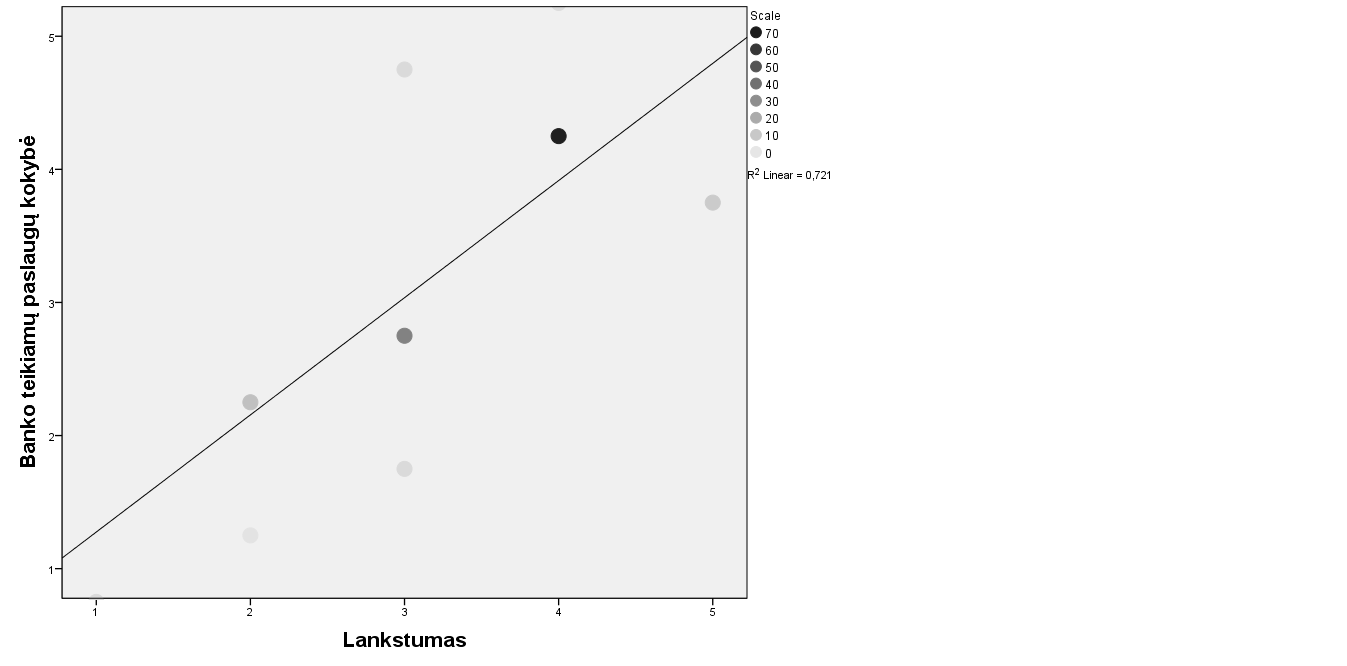 Banko teikiamų paslaugų kokybė
5
4
3
2
1
1 2 3 4 5
Lankstumas
Scale
70
60
50
40
30
20
10
0
R² Linear = 0,721